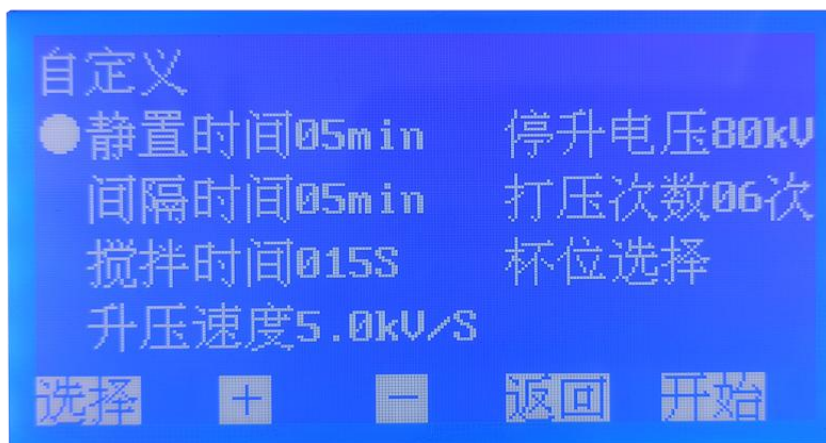 自定义
静置时间05min 停升电压80kV
间隔时间05min 打压次数06次
搅拌时间015S 杯位选择
升压速度5.0kV/S
选择 + - 返回 开始